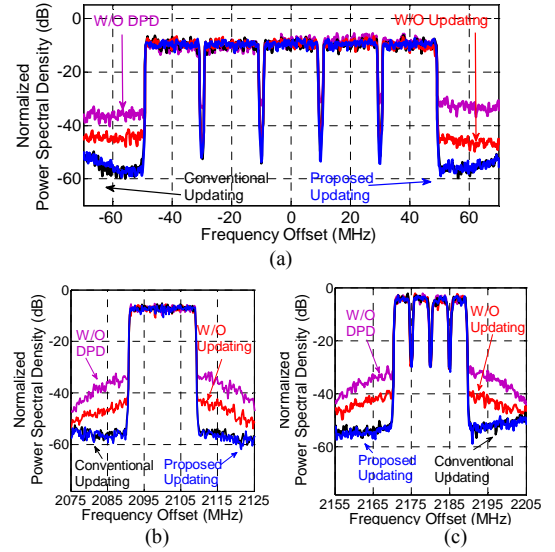 0
-20
-40
-60
Normalized
Power Spectral Density (dB)
W/O DPD
W/O Updating
Conventional
Updating
Proposed
Updating
-60 -40 -20 0 20 40 60
Frequency Offset (MHz)
(a)
0
-20
-40
-60
Normalized
Power Spectral Density (dB)
W/O
DPD
W/O
Updating
Conventional
Updating
Proposed
Updating
2075 2085 2095 2105 2115 2125
Frequency Offset (MHz)
(b)
0
-20
-40
-60
Normalized
Power Spectral Density (dB)
W/O
DPD
W/O
Updating
Proposed
Updating
Conventional
Updating
2155 2165 2175 2185 2195 2205
Frequency Offset (MHz)
(c)